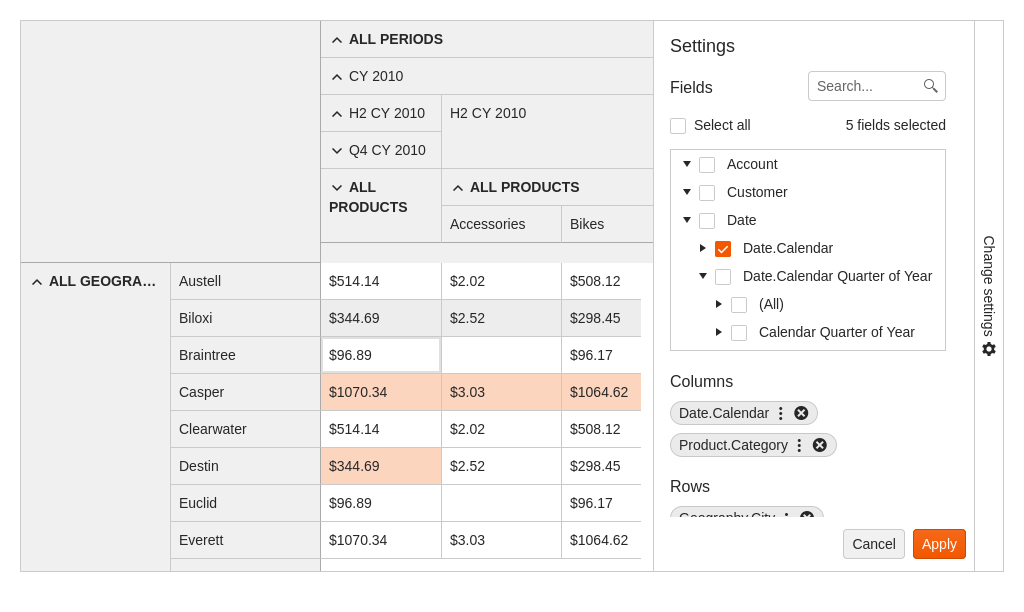 ALL PERIODS
CY 2010
H2 CY 2010 H2 CY 2010
Q4 CY 2010
ALL PRODUCTS ALL PRODUCTS
Accessories Bikes
ALL GEOGRA… Austell $514.14 $2.02 $508.12
Biloxi $344.69 $2.52 $298.45
Braintree $96.89 $96.17
Casper $1070.34 $3.03 $1064.62
Clearwater $514.14 $2.02 $508.12
Destin $344.69 $2.52 $298.45
Euclid $96.89 $96.17
Everett $1070.34 $3.03 $1064.62
Settings
Fields Search...
Select all 5 fields selected
Account
Customer
Date
Date.Calendar
Date.Calendar Quarter of Year
(All)
Calendar Quarter of Year
Columns
Date.Calendar
Product.Category
Rows
Geography.City
Cancel Apply
Change settings